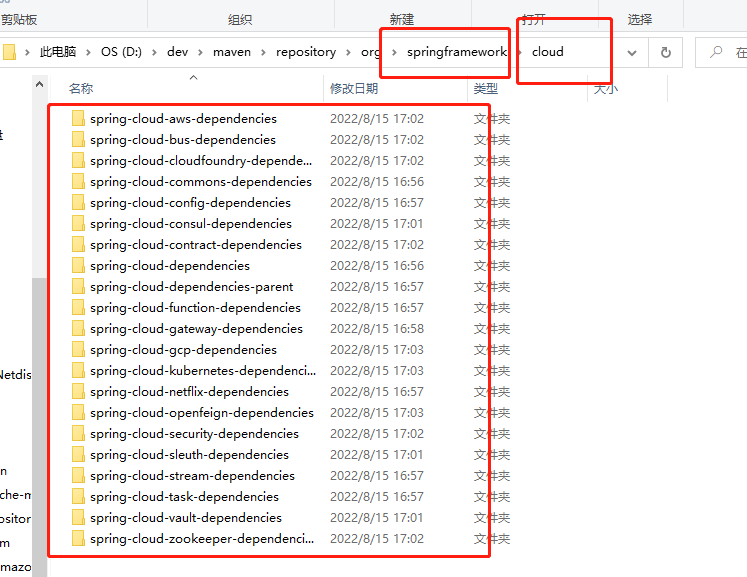 剪贴板 组织 新建 打开 选择
此电脑 OS (D:) dev maven repository org springframework cloud 在
名称 修改日期 类型 大小
spring-cloud-aws-dependencies 2022/8/15 17:02 文件夹
spring-cloud-bus-dependencies 2022/8/15 17:02 文件夹
spring-cloud-cloudfoundry-depende... 2022/8/15 17:02 文件夹
spring-cloud-commons-dependencies 2022/8/15 16:56 文件夹
spring-cloud-config-dependencies 2022/8/15 16:57 文件夹
spring-cloud-consul-dependencies 2022/8/15 17:01 文件夹
spring-cloud-contract-dependencies 2022/8/15 17:02 文件夹
spring-cloud-dependencies 2022/8/15 16:56 文件夹
spring-cloud-dependencies-parent 2022/8/15 16:57 文件夹
spring-cloud-function-dependencies 2022/8/15 16:57 文件夹
spring-cloud-gateway-dependencies 2022/8/15 16:58 文件夹
spring-cloud-gcp-dependencies 2022/8/15 17:03 文件夹
spring-cloud-kubernetes-dependenci... 2022/8/15 17:03 文件夹
Netdis
spring-cloud-netflix-dependencies 2022/8/15 16:57 文件夹
spring-cloud-openfeign-dependencies 2022/8/15 17:03 文件夹
spring-cloud-security-dependencies 2022/8/15 17:02 文件夹
spring-cloud-sleuth-dependencies 2022/8/15 17:01 文件夹
n
spring-cloud-stream-dependencies 2022/8/15 16:57 文件夹
che-m
spring-cloud-task-dependencies 2022/8/15 16:57 文件夹
ositor
spring-cloud-vault-dependencies 2022/8/15 17:01 文件夹
m
spring-cloud-zookeeper-dependenci... 2022/8/15 17:02 文件夹
mazo